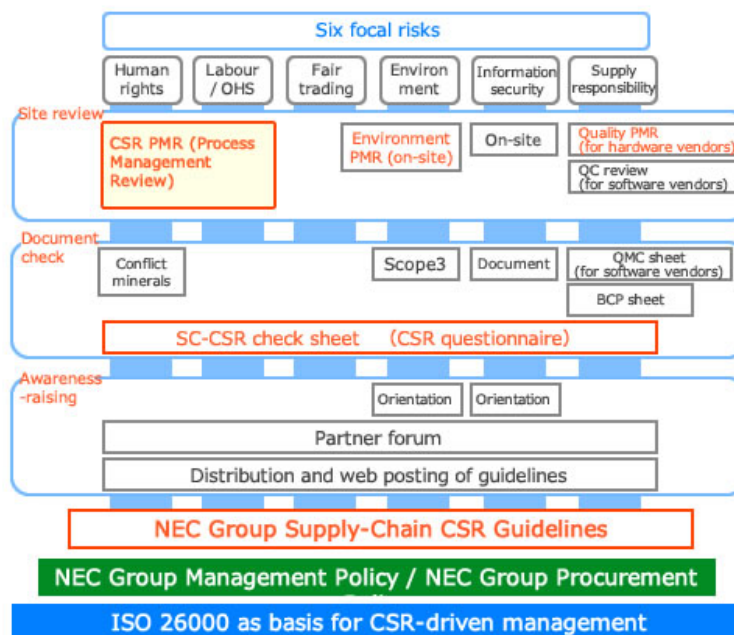 Six focal risks
Human
rights
Labour
/ OHS
Fair
trading
Environ
ment
Information
security
Supply
responsibility
Site review
CSR PMR (Process
Management
Review)
Environment
PMR (on-site)
On-site
Quality PMR
(for hardware vendors)
QC review
(for software vendors)
Document
check
Conflict
minerals
Scope3
Document
QMC sheet
(for software vendors)
BCP sheet
SC-CSR check sheet (CSR questionnaire)
Awareness
-raising
Orientation
Orientation
Partner forum
Distribution and web posting of guidelines
NEC Group Supply-Chain CSR Guidelines
NEC Group Management Policy / NEC Group Procurement
ISO 26000 as basis for CSR-driven management